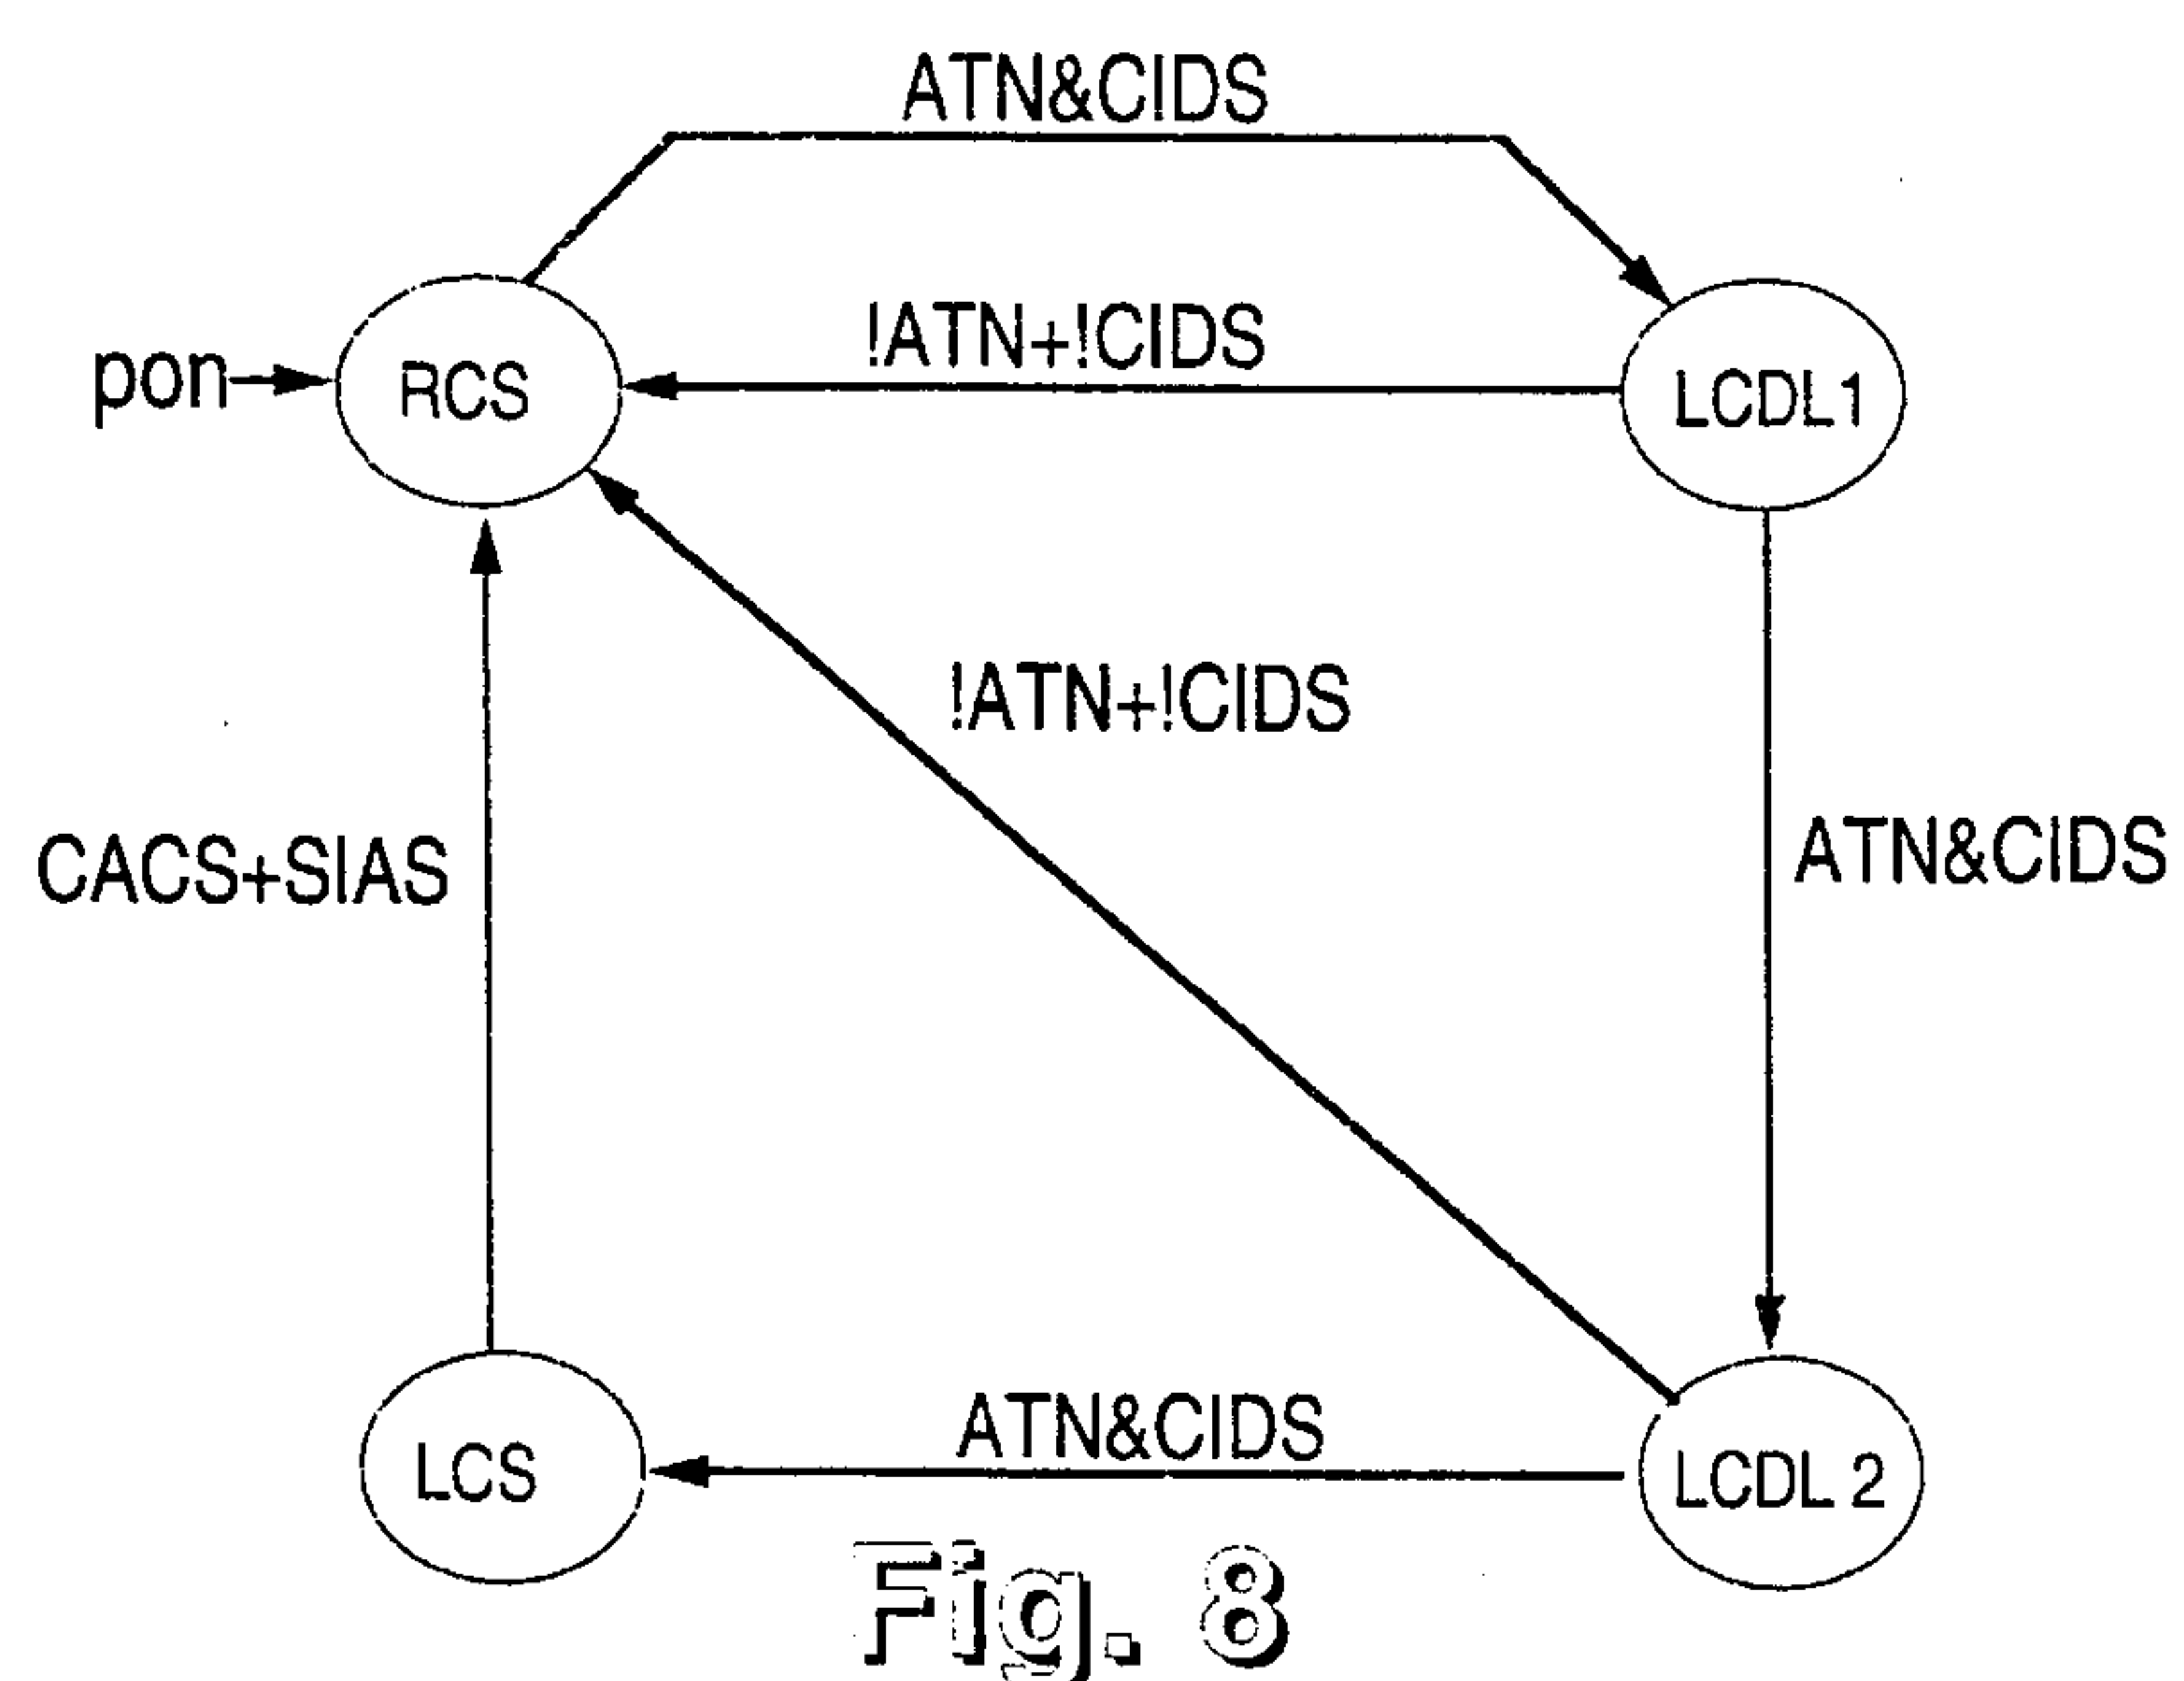 ATN&CIDS
!ATN+!CIDS
pon
RCS
LCDL1
!ATN+!CIDS
CACS+SIAS
ATN&CIDS
ATN&CIDS
LCS
LCDL 2
Fig. 8